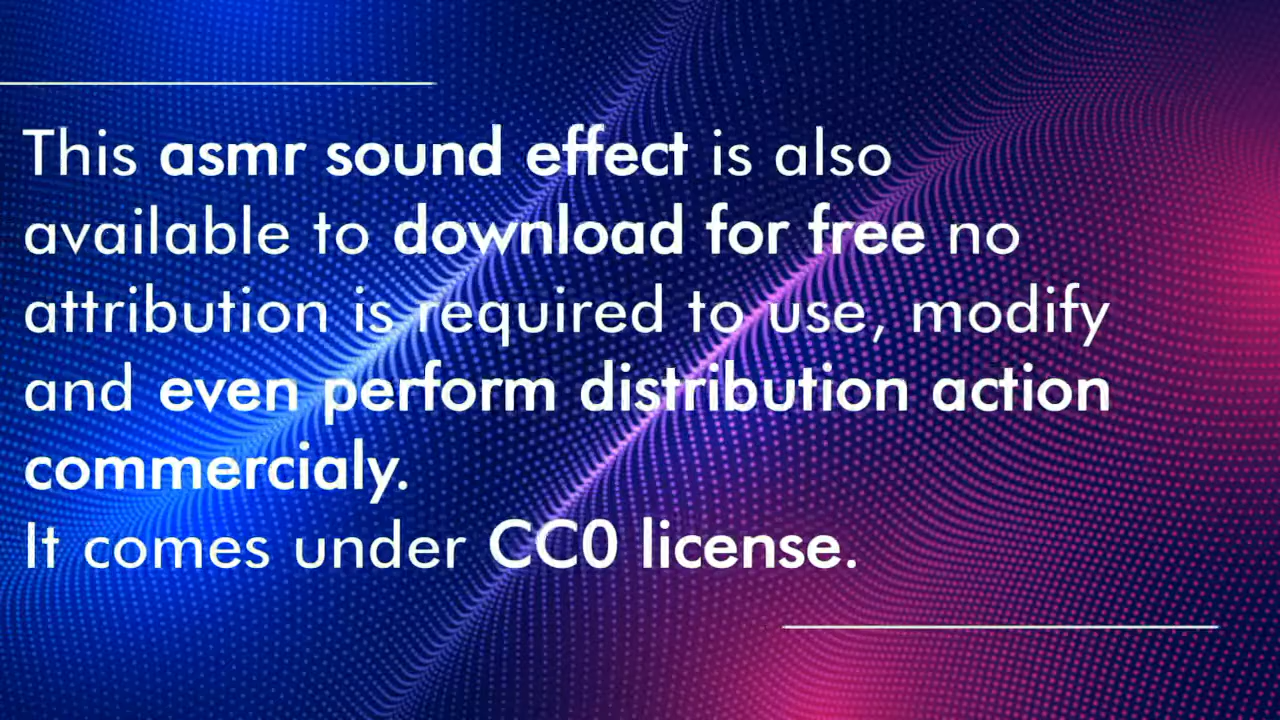 This asmr sound effect is also
available to download for free no
attribution is required to use, modify
and even perform distribution action
commercialy.
It comes under CC0 license.